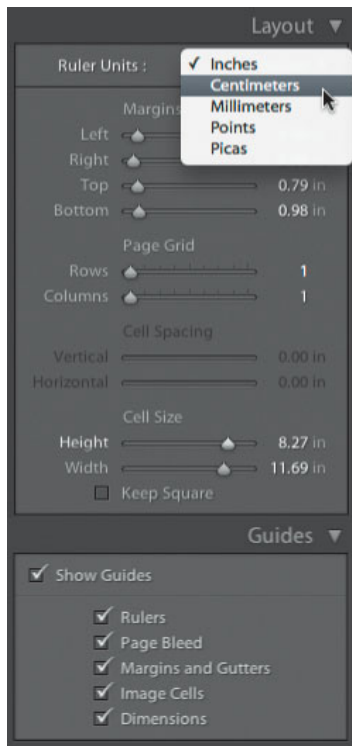 Layout ▼
Ruler Units : ✓ Inches
Centimeters
Margins Millimeters
Left Points
Right Picas
Top 0.79 in
Bottom 0.98 in
Page Grid
Rows 1
Columns 1
Cell Spacing
Vertical 0.00 in
Horizontal 0.00 in
Cell Size
Height 8.27 in
Width 11.69 in
Keep Square
Guides ▼
Show Guides
Rulers
Page Bleed
Margins and Gutters
Image Cells
Dimensions